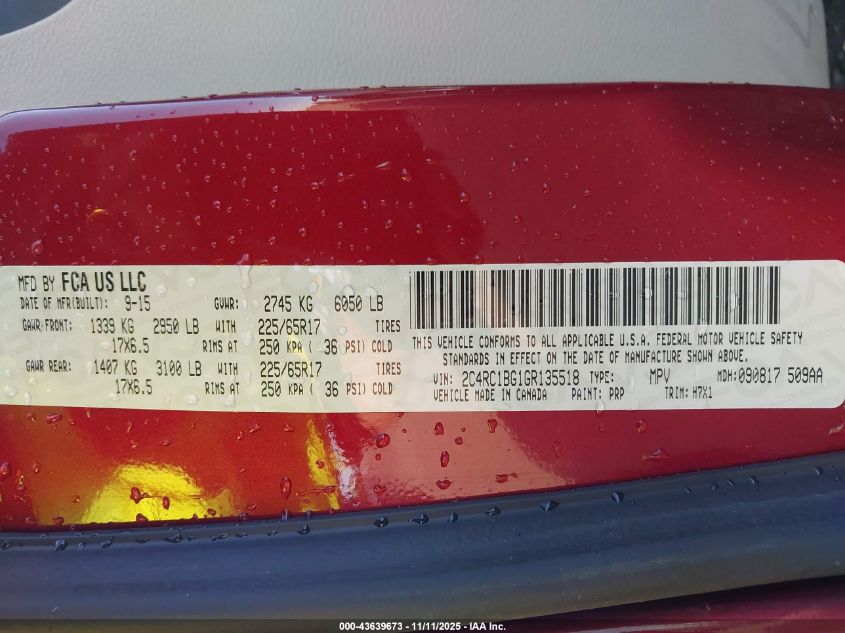 MFD BY FCA US LLC
DATE OF MFR(BUILT): 9-15 GVWR: 2745 KG 6050 LB
GAWR FRONT: 1339 KG 2950 LB WITH 225/65R17 TIRES
17X6.5 RIMS AT 250 KPA ( 36 PSI) COLD
GAWR REAR: 1407 KG 3100 LB WITH 225/65R17 TIRES
17X6.5 RIMS AT 250 KPA ( 36 PSI) COLD
THIS VEHICLE CONFORMS TO ALL APPLICABLE U.S.A. FEDERAL MOTOR VEHICLE SAFETY
STANDARDS IN EFFECT ON THE DATE OF MANUFACTURE SHOWN ABOVE.
VIN: 2C4RC1BG1GR135518 TYPE: MPV MDH: 090817 509AA
VEHICLE MADE IN CANADA PAINT: PRP TRIM: H7X1
000-43639673 - 11/11/2025 - IAA Inc.